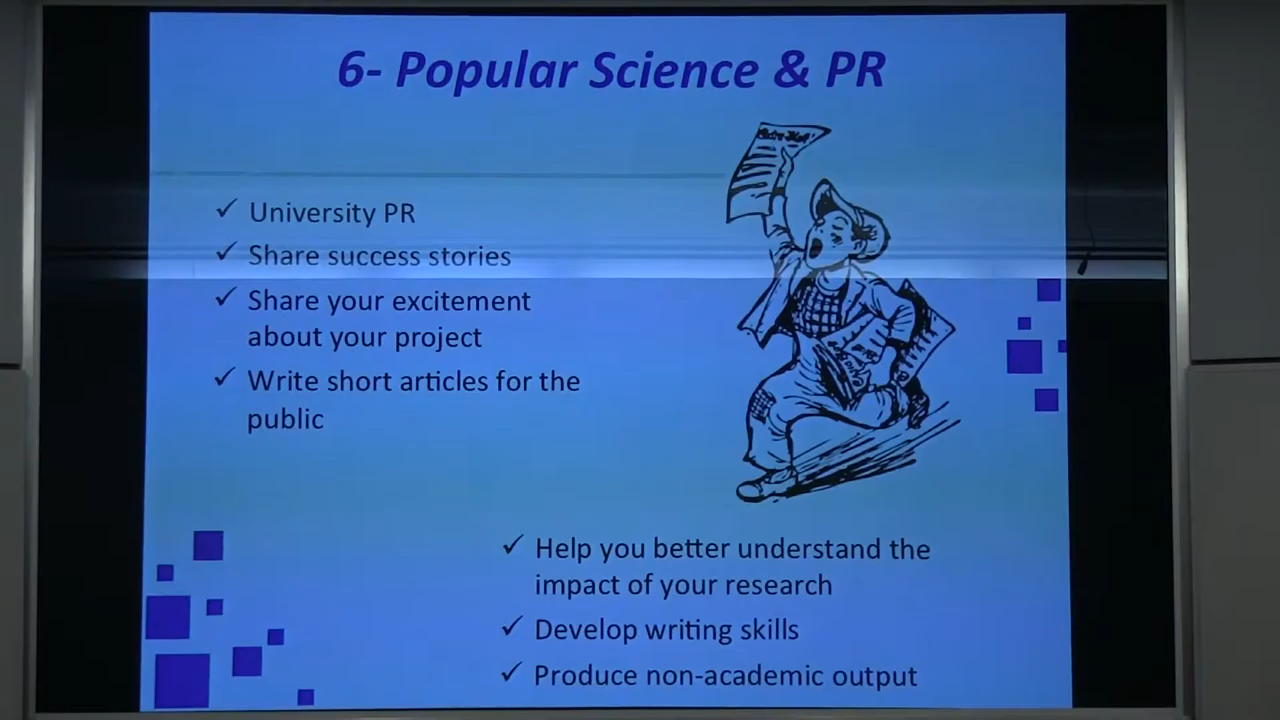 6- Popular Science & PR
✓ University PR
✓ Share success stories
✓ Share your excitement
about your project
✓ Write short articles for the
public
✓ Help you better understand the
impact of your research
✓ Develop writing skills
✓ Produce non-academic output